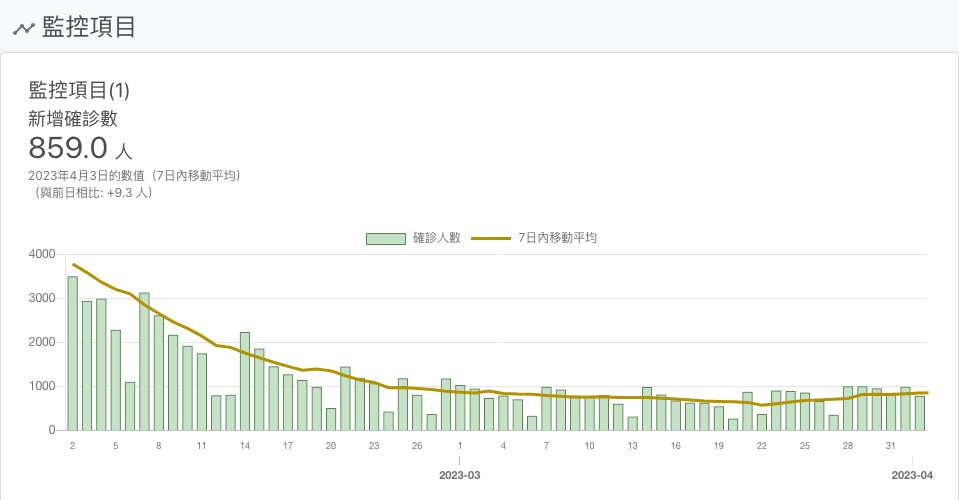 監控項目
監控項目(1)
新增確診數
859.0 人
2023年4月3日的數值（7日內移動平均）
（與前日相比: +9.3 人）
確診人數 7日內移動平均
4000
3000
2000
1000
0
2 5 8 11 14 17 20 23 26 1 4 7 10 13 16 19 22 25 28 31
2023-03 2023-04